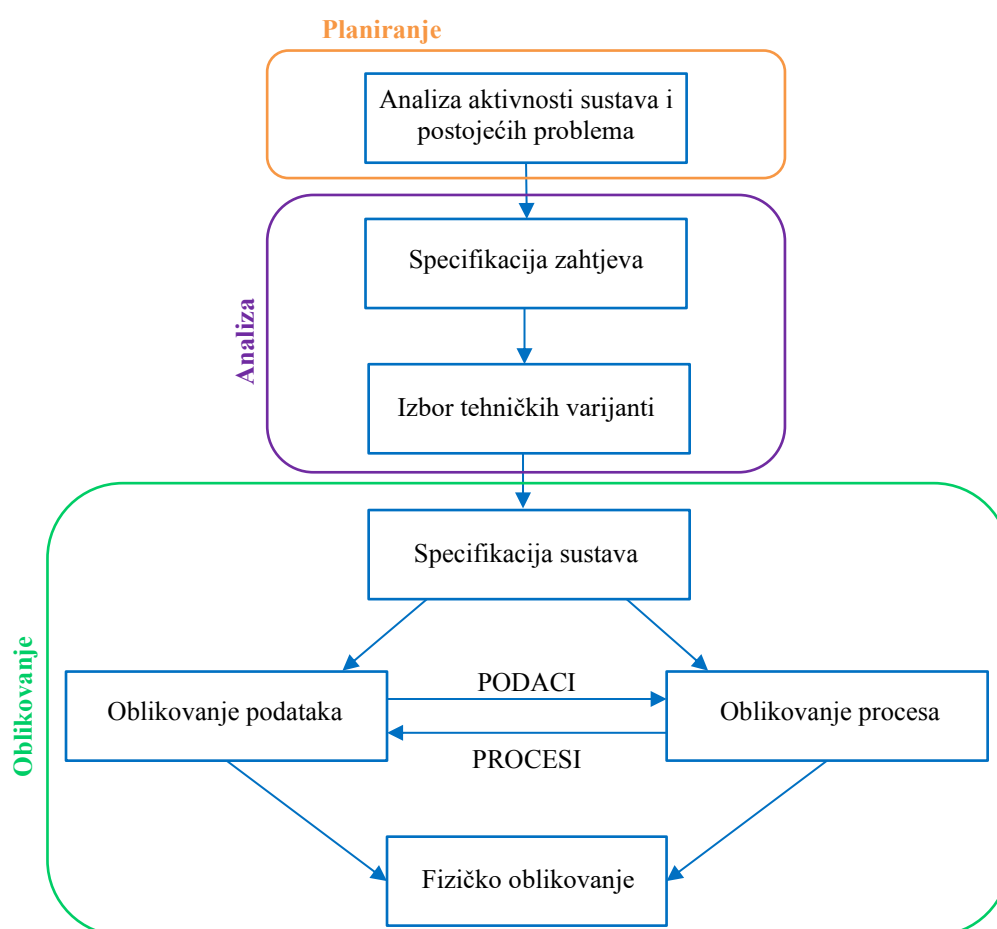 Planiranje
Analiza aktivnosti sustava i
postojećih problema
Analiza
Specifikacija zahtjeva
Izbor tehničkih varijanti
Oblikovanje
Specifikacija sustava
Oblikovanje podataka
PODACI
PROCESI
Oblikovanje procesa
Fizičko oblikovanje